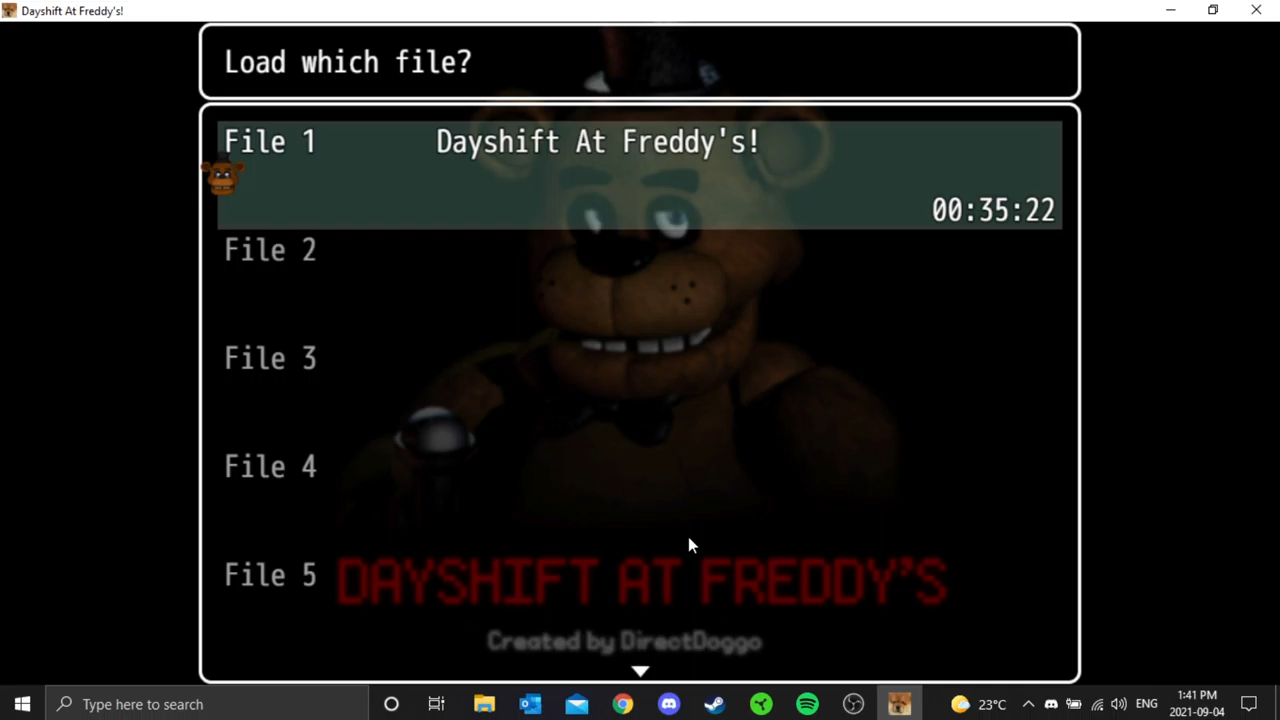 Dayshift At Freddy's!
Load which file?
File 1 Dayshift At Freddy's!
00:35:22
File 2
File 3
File 4
File 5
DAYSHIFT AT FREDDY'S
Created by DirectDoggo
Type here to search
23°C
ENG
1:41 PM
2021-09-04